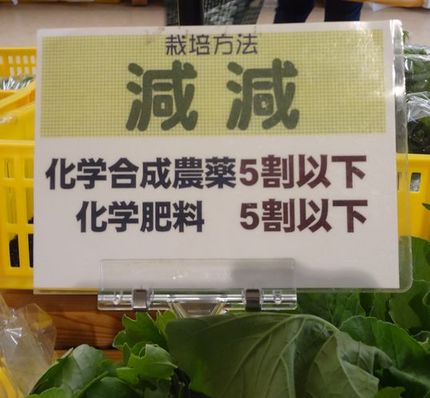 栽培方法
減 減
化学合成農薬5割以下
化学肥料 5割以下